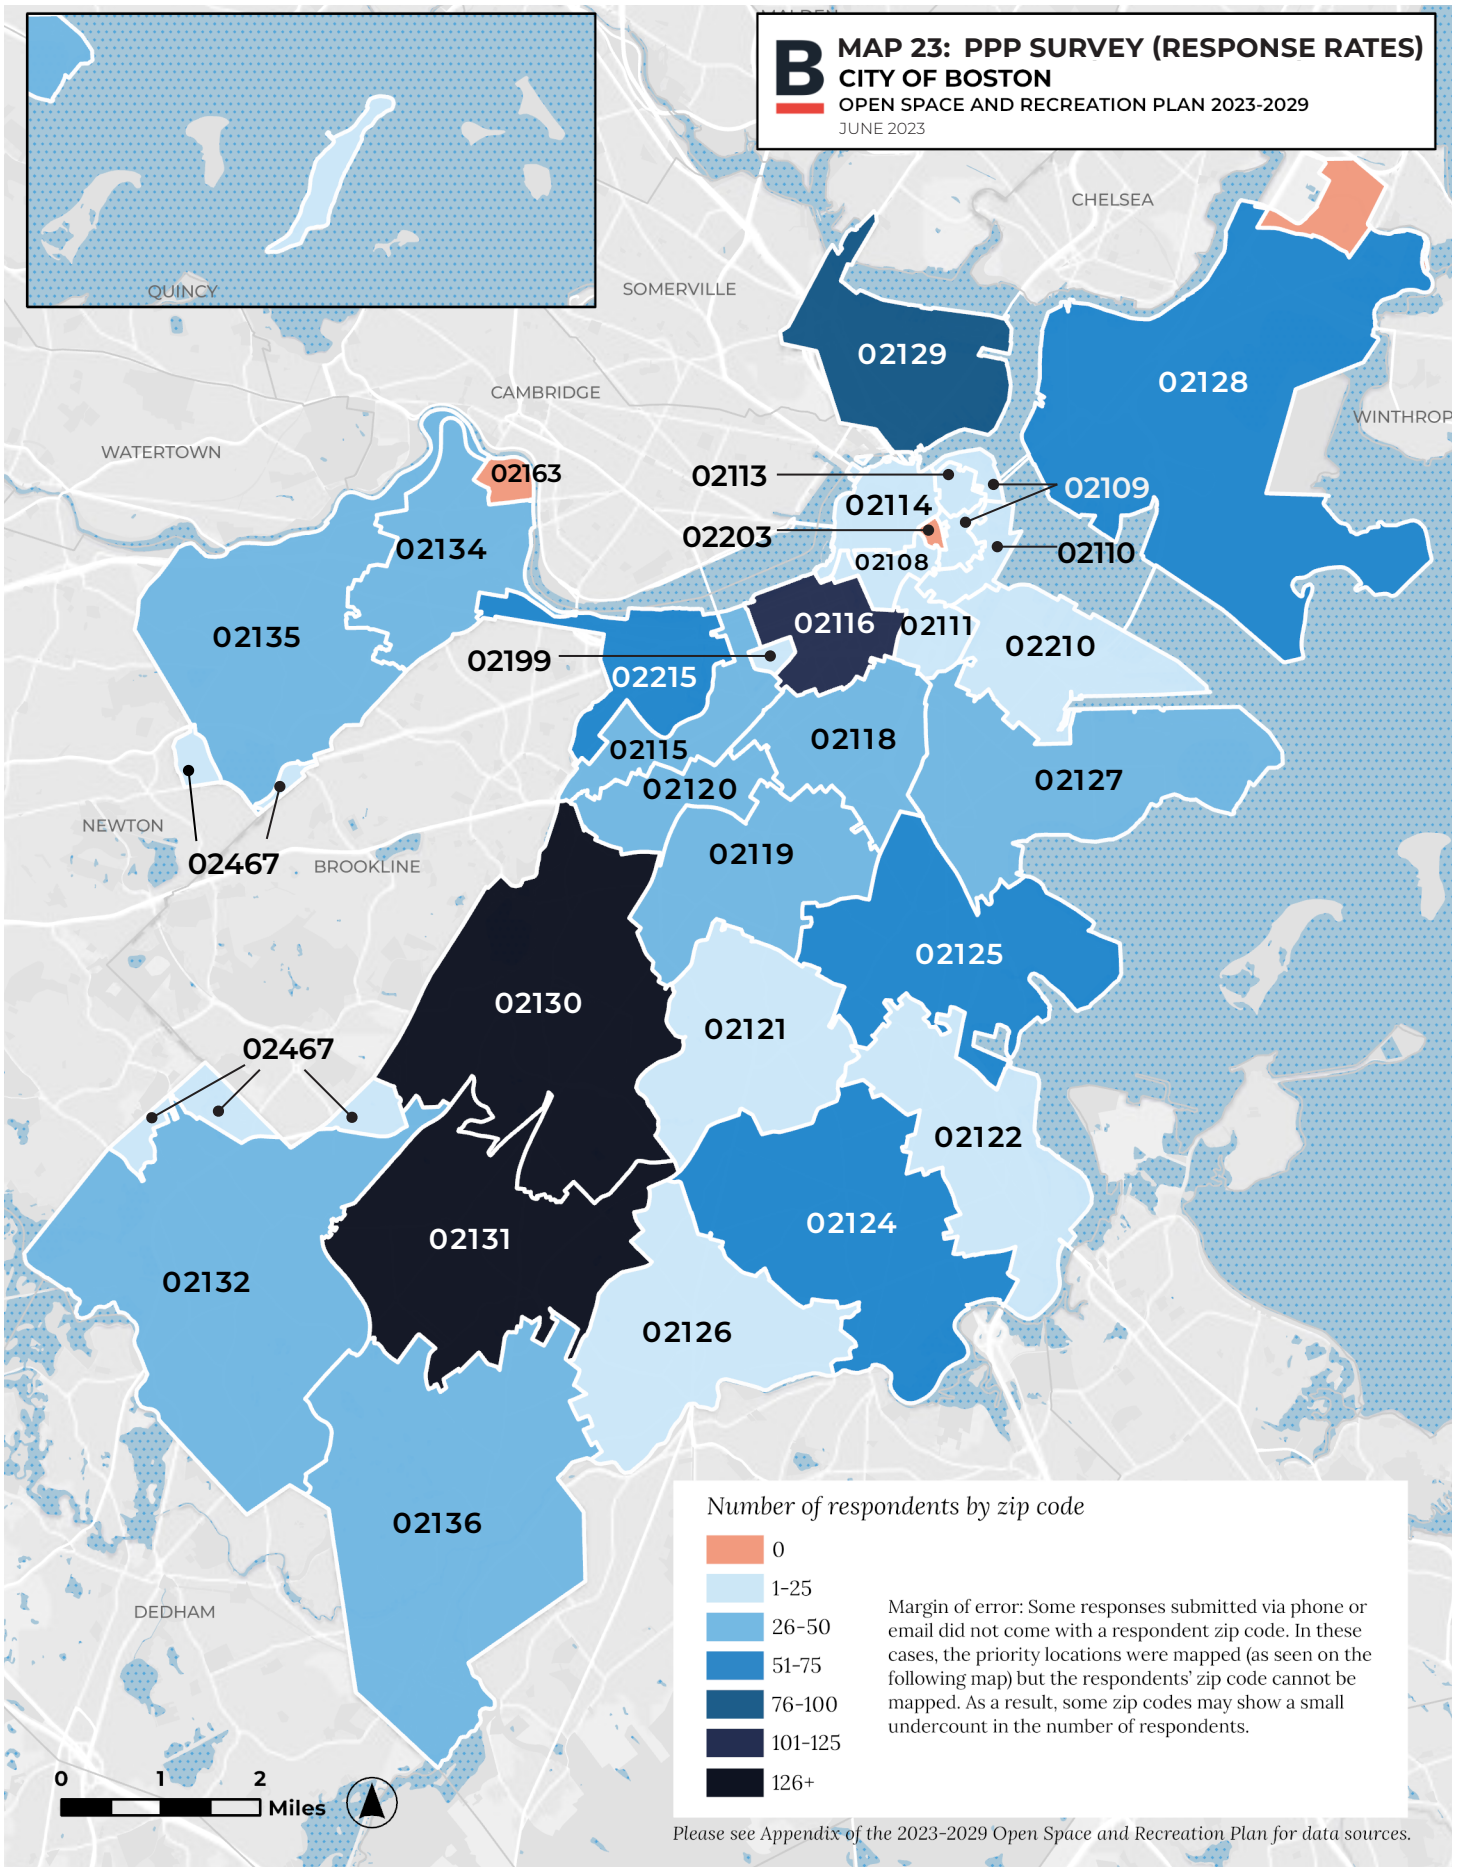 MAP 23: PPP SURVEY (RESPONSE RATES)
B
CITY OF BOSTON
OPEN SPACE AND RECREATION PLAN 2023-2029
JUNE 2023
MALDEN
CHELSEA
QUINCY
SOMERVILLE
02129
02128
CAMBRIDGE
WINTHROP
WATERTOWN
02163
02113
02109
02114
02203
02134
02110
02108
02116
02111
02135
02210
02199
02215
02118
02115
02127
02120
NEWTON
02119
02467
BROOKLINE
02125
02130
02121
02467
02122
02124
02131
02132
02126
Number of respondents by zip code
02136
0
1-25
26-50
51-75
76-100
101-125
126+
Margin of error: Some responses submitted via phone or
email did not come with a respondent zip code. In these
cases, the priority locations were mapped (as seen on the
following map) but the respondents' zip code cannot be
mapped. As a result, some zip codes may show a small
undercount in the number of respondents.
DEDHAM
0 1 2
Miles
Please see Appendix of the 2023-2029 Open Space and Recreation Plan for data sources.